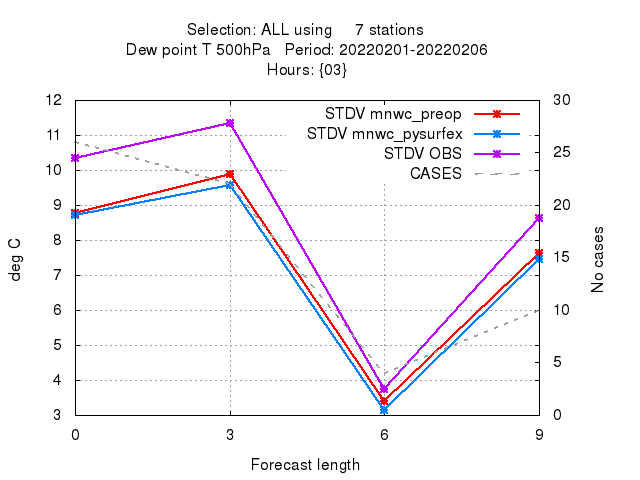 Selection: ALL using     7 stations
Dew point T 500hPa   Period: 20220201-20220206
Hours: {03}
STDV mnwc_preop
STDV mnwc_pysurfex
STDV OBS
CASES
12
11
10
9
8
7
6
5
4
3
deg C
30
25
20
15
10
5
0
No cases
0 3 6 9
Forecast length